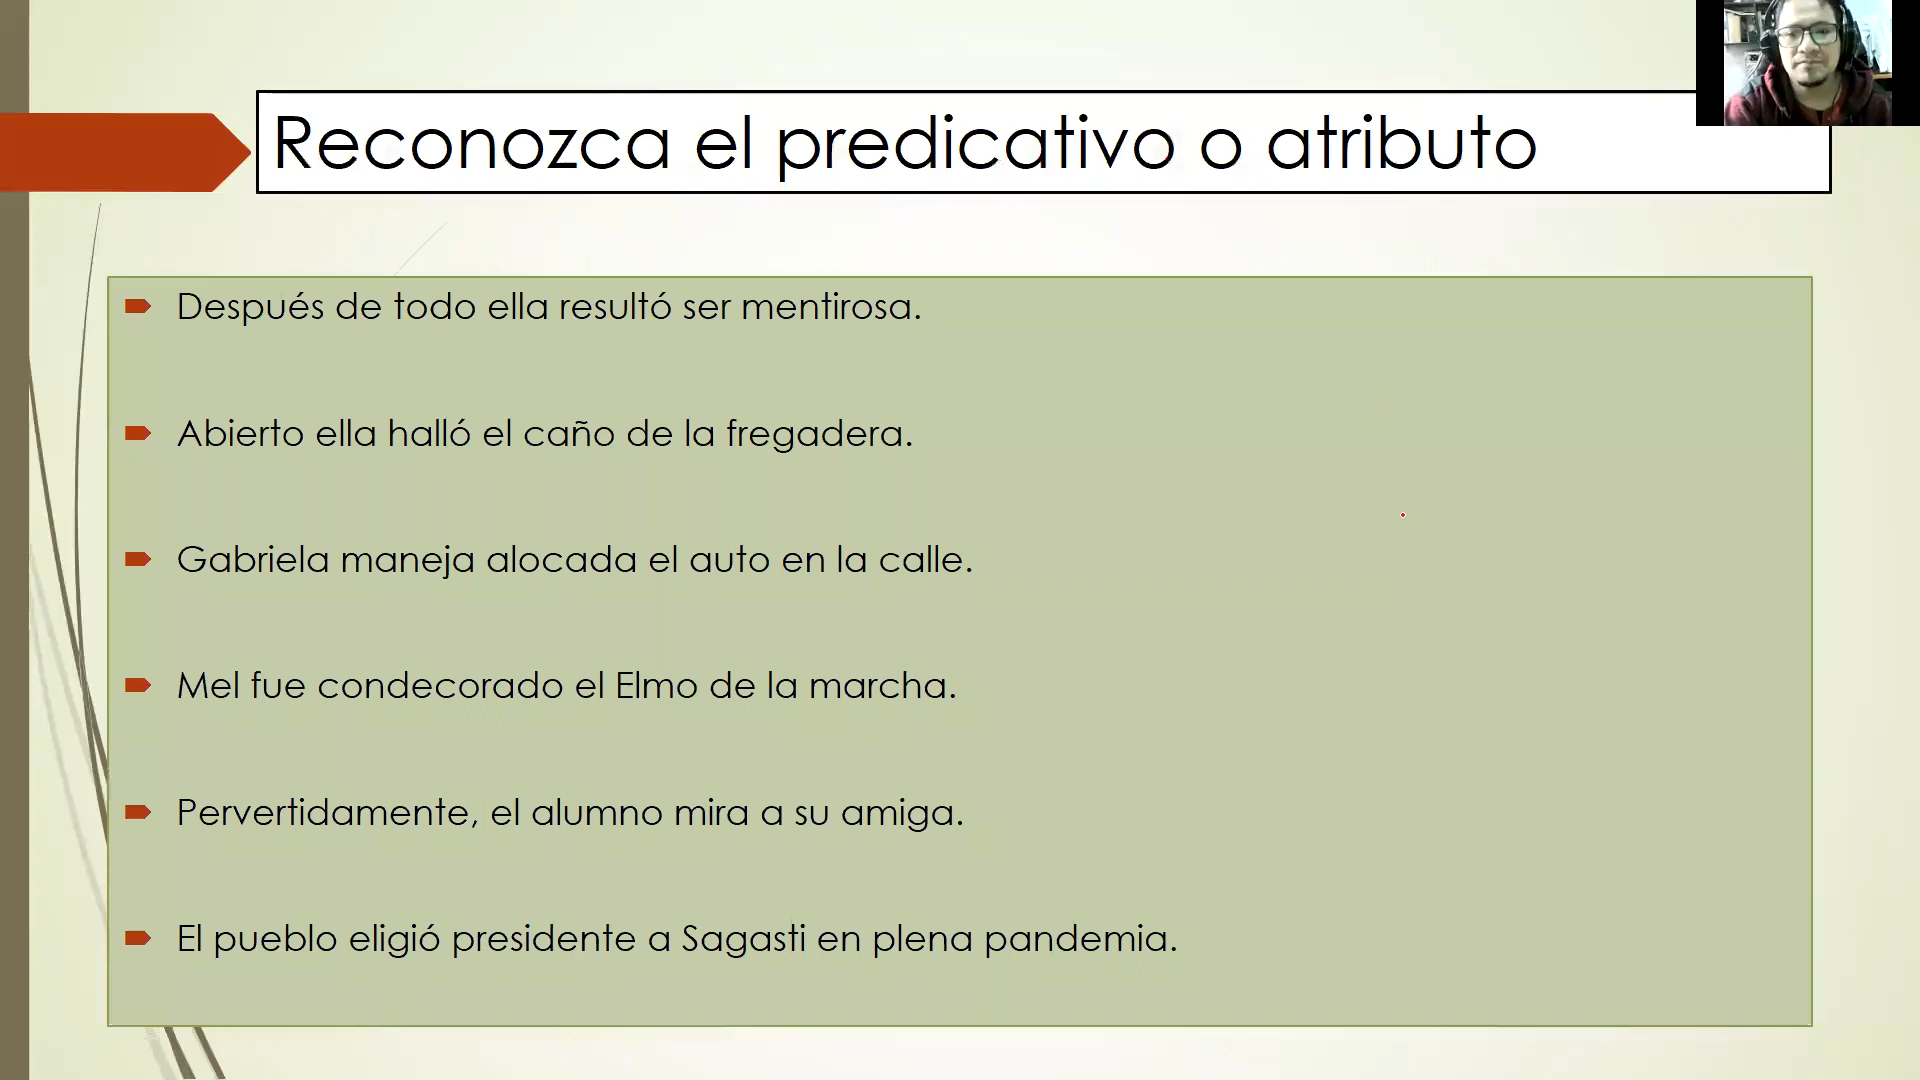 Reconozca el predicativo o atributo
Después de todo ella resultó ser mentirosa.
Abierto ella halló el caño de la fregadera.
Gabriela maneja alocada el auto en la calle.
Mel fue condecorado el Elmo de la marcha.
Pervertidamente, el alumno mira a su amiga.
El pueblo eligió presidente a Sagasti en plena pandemia.